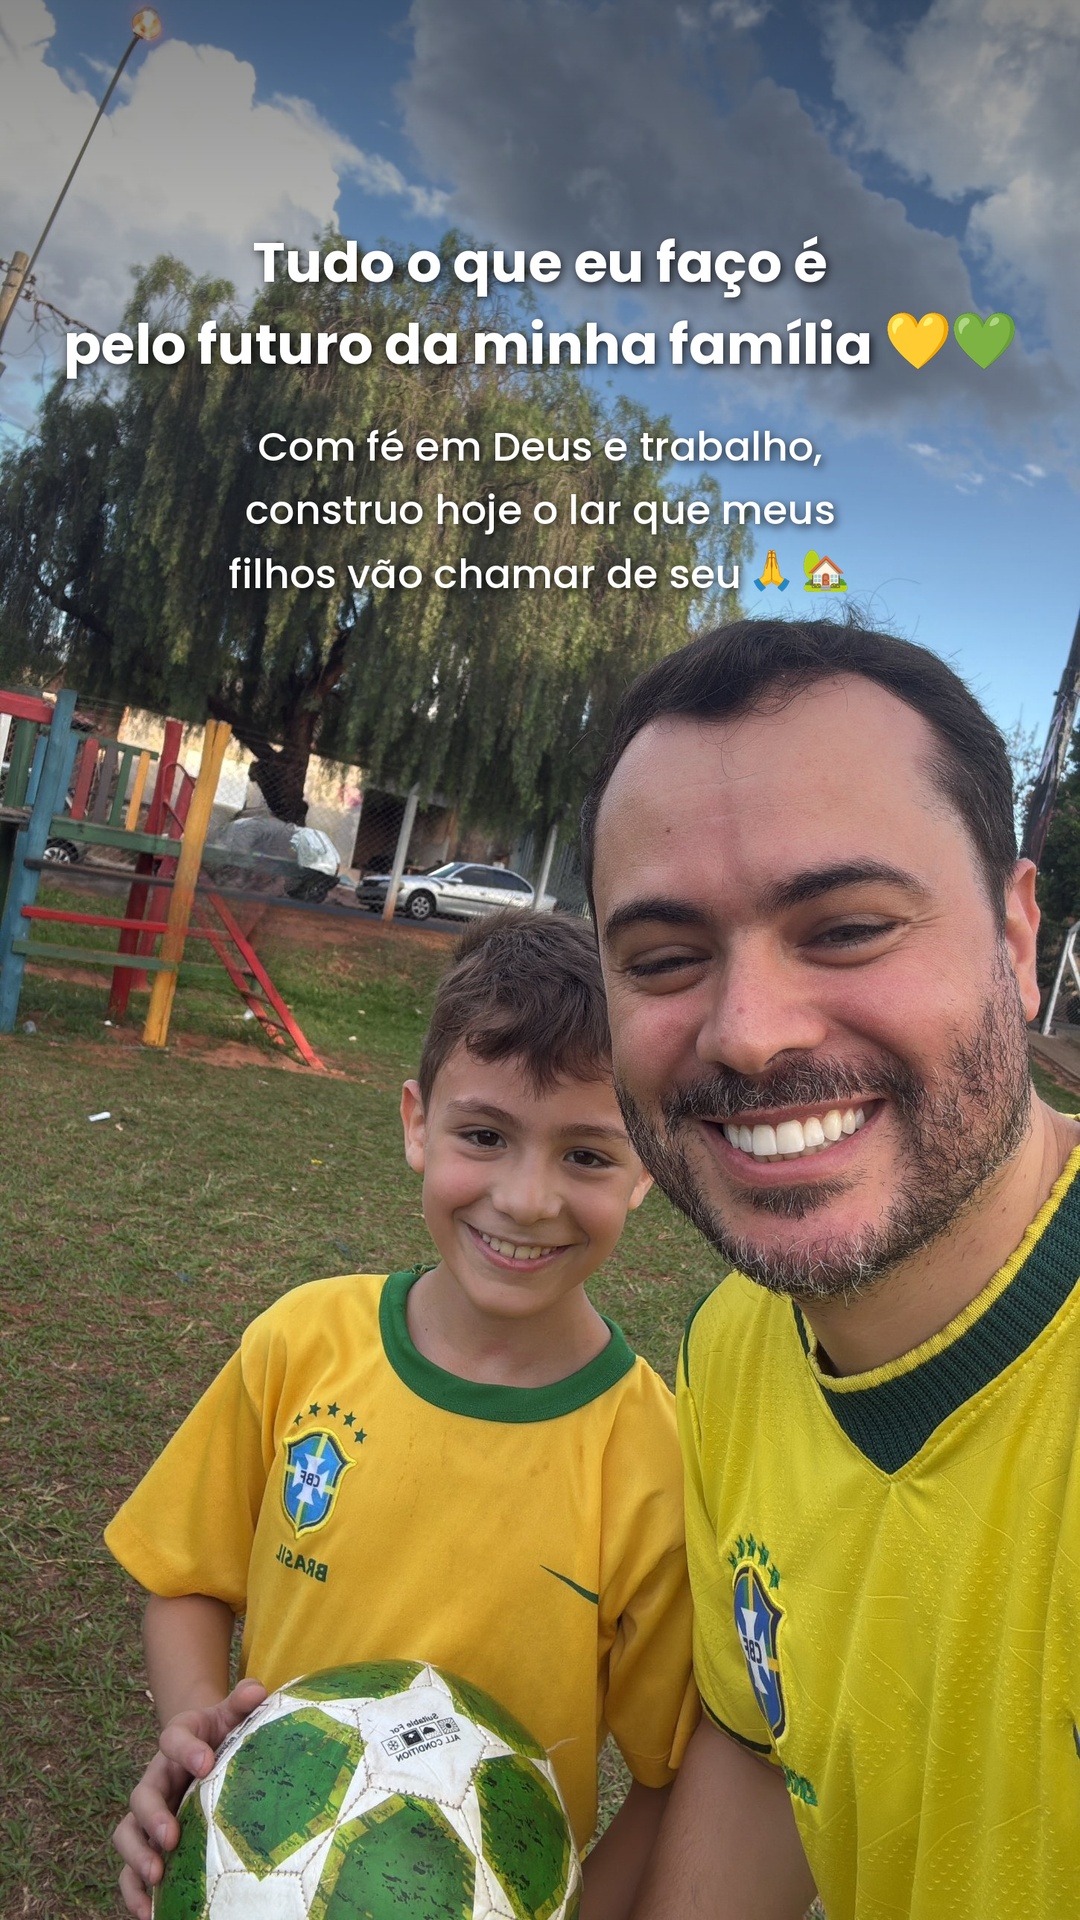 Tudo o que eu faço é
pelo futuro da minha família 💛💚
Com fé em Deus e trabalho,
construo hoje o lar que meus
filhos vão chamar de seu 🙏 🏡
CBF
BRASIL
CBF
Suitable For
ALL CONDITION